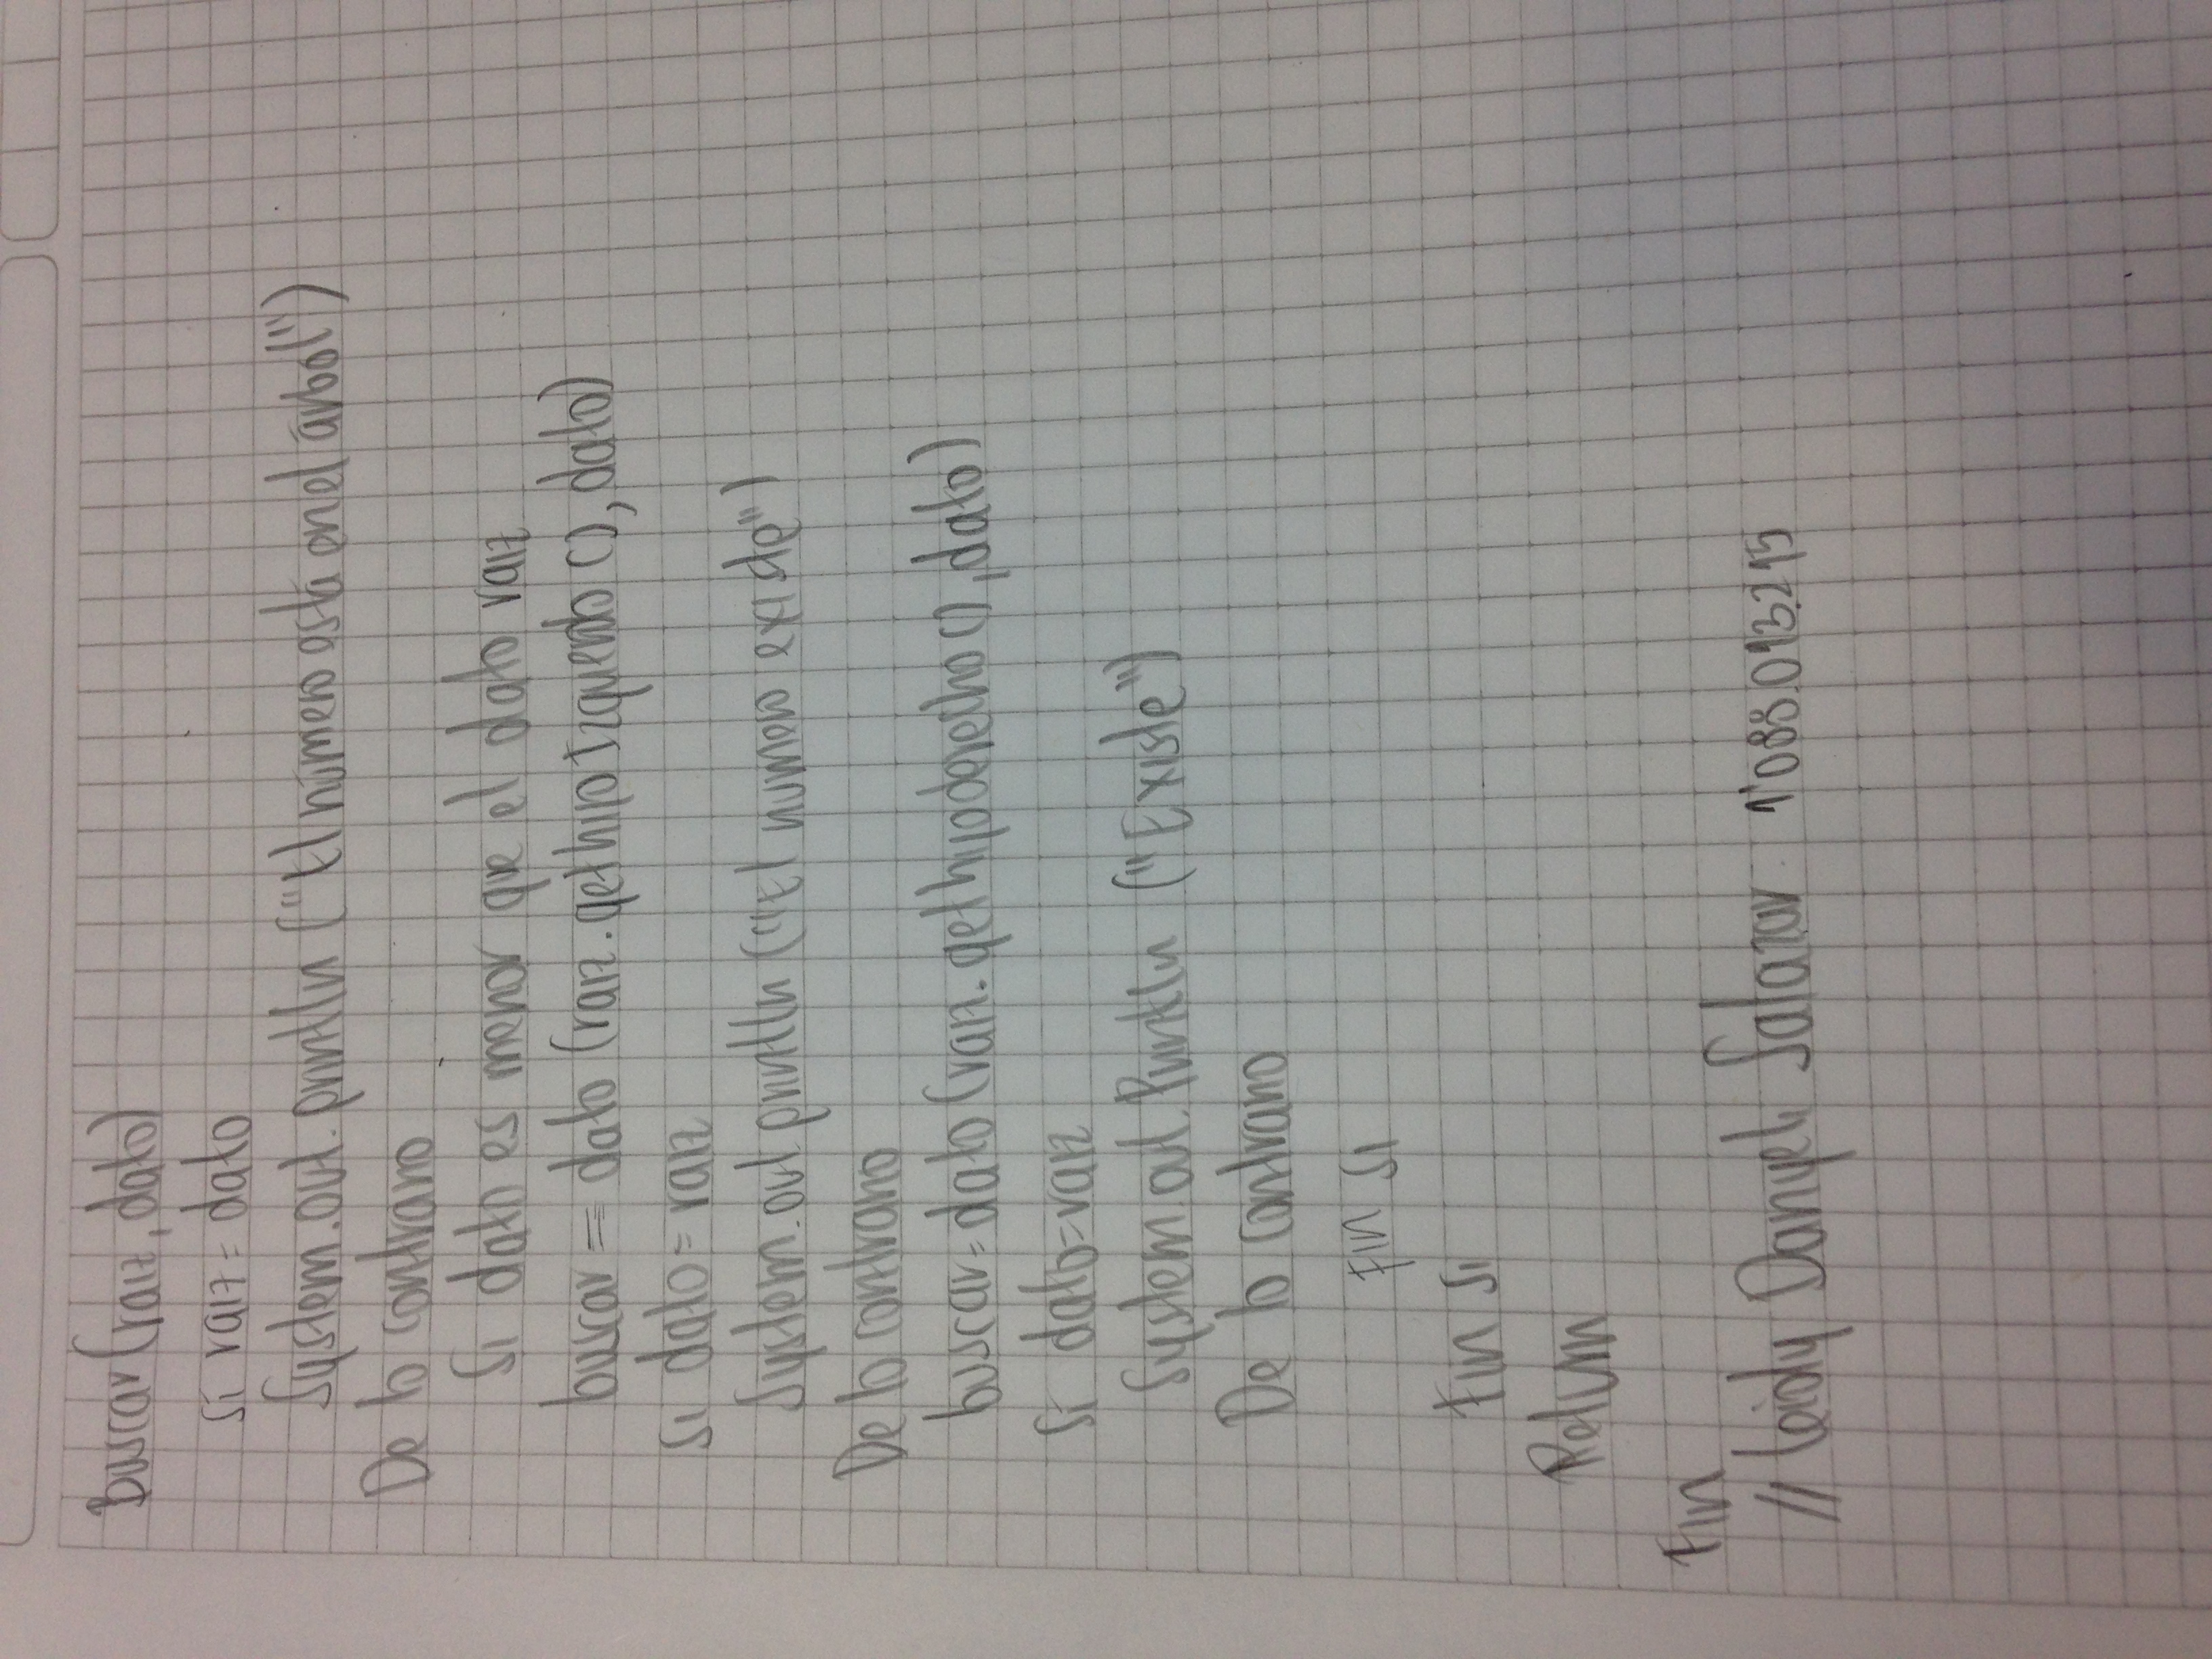 Buscar(raiz, dato)
si raiz = dato
System.out.println ("El número está en el árbol")
De lo contrario
Si dato es menor que el dato raiz
buscar = dato (raiz.gethijoIzquierdo(), dato)
si dato = raiz
System.out.println ("El numero existe")
De lo contrario
buscar = dato (raiz.gethijoderecho(), dato)
Si dato = raiz
System.out.Println ("Existe")
De lo contrario
Fin si
Fin si
Return
Fin
// Leidy Danyeli Salazar 1'088.013.215